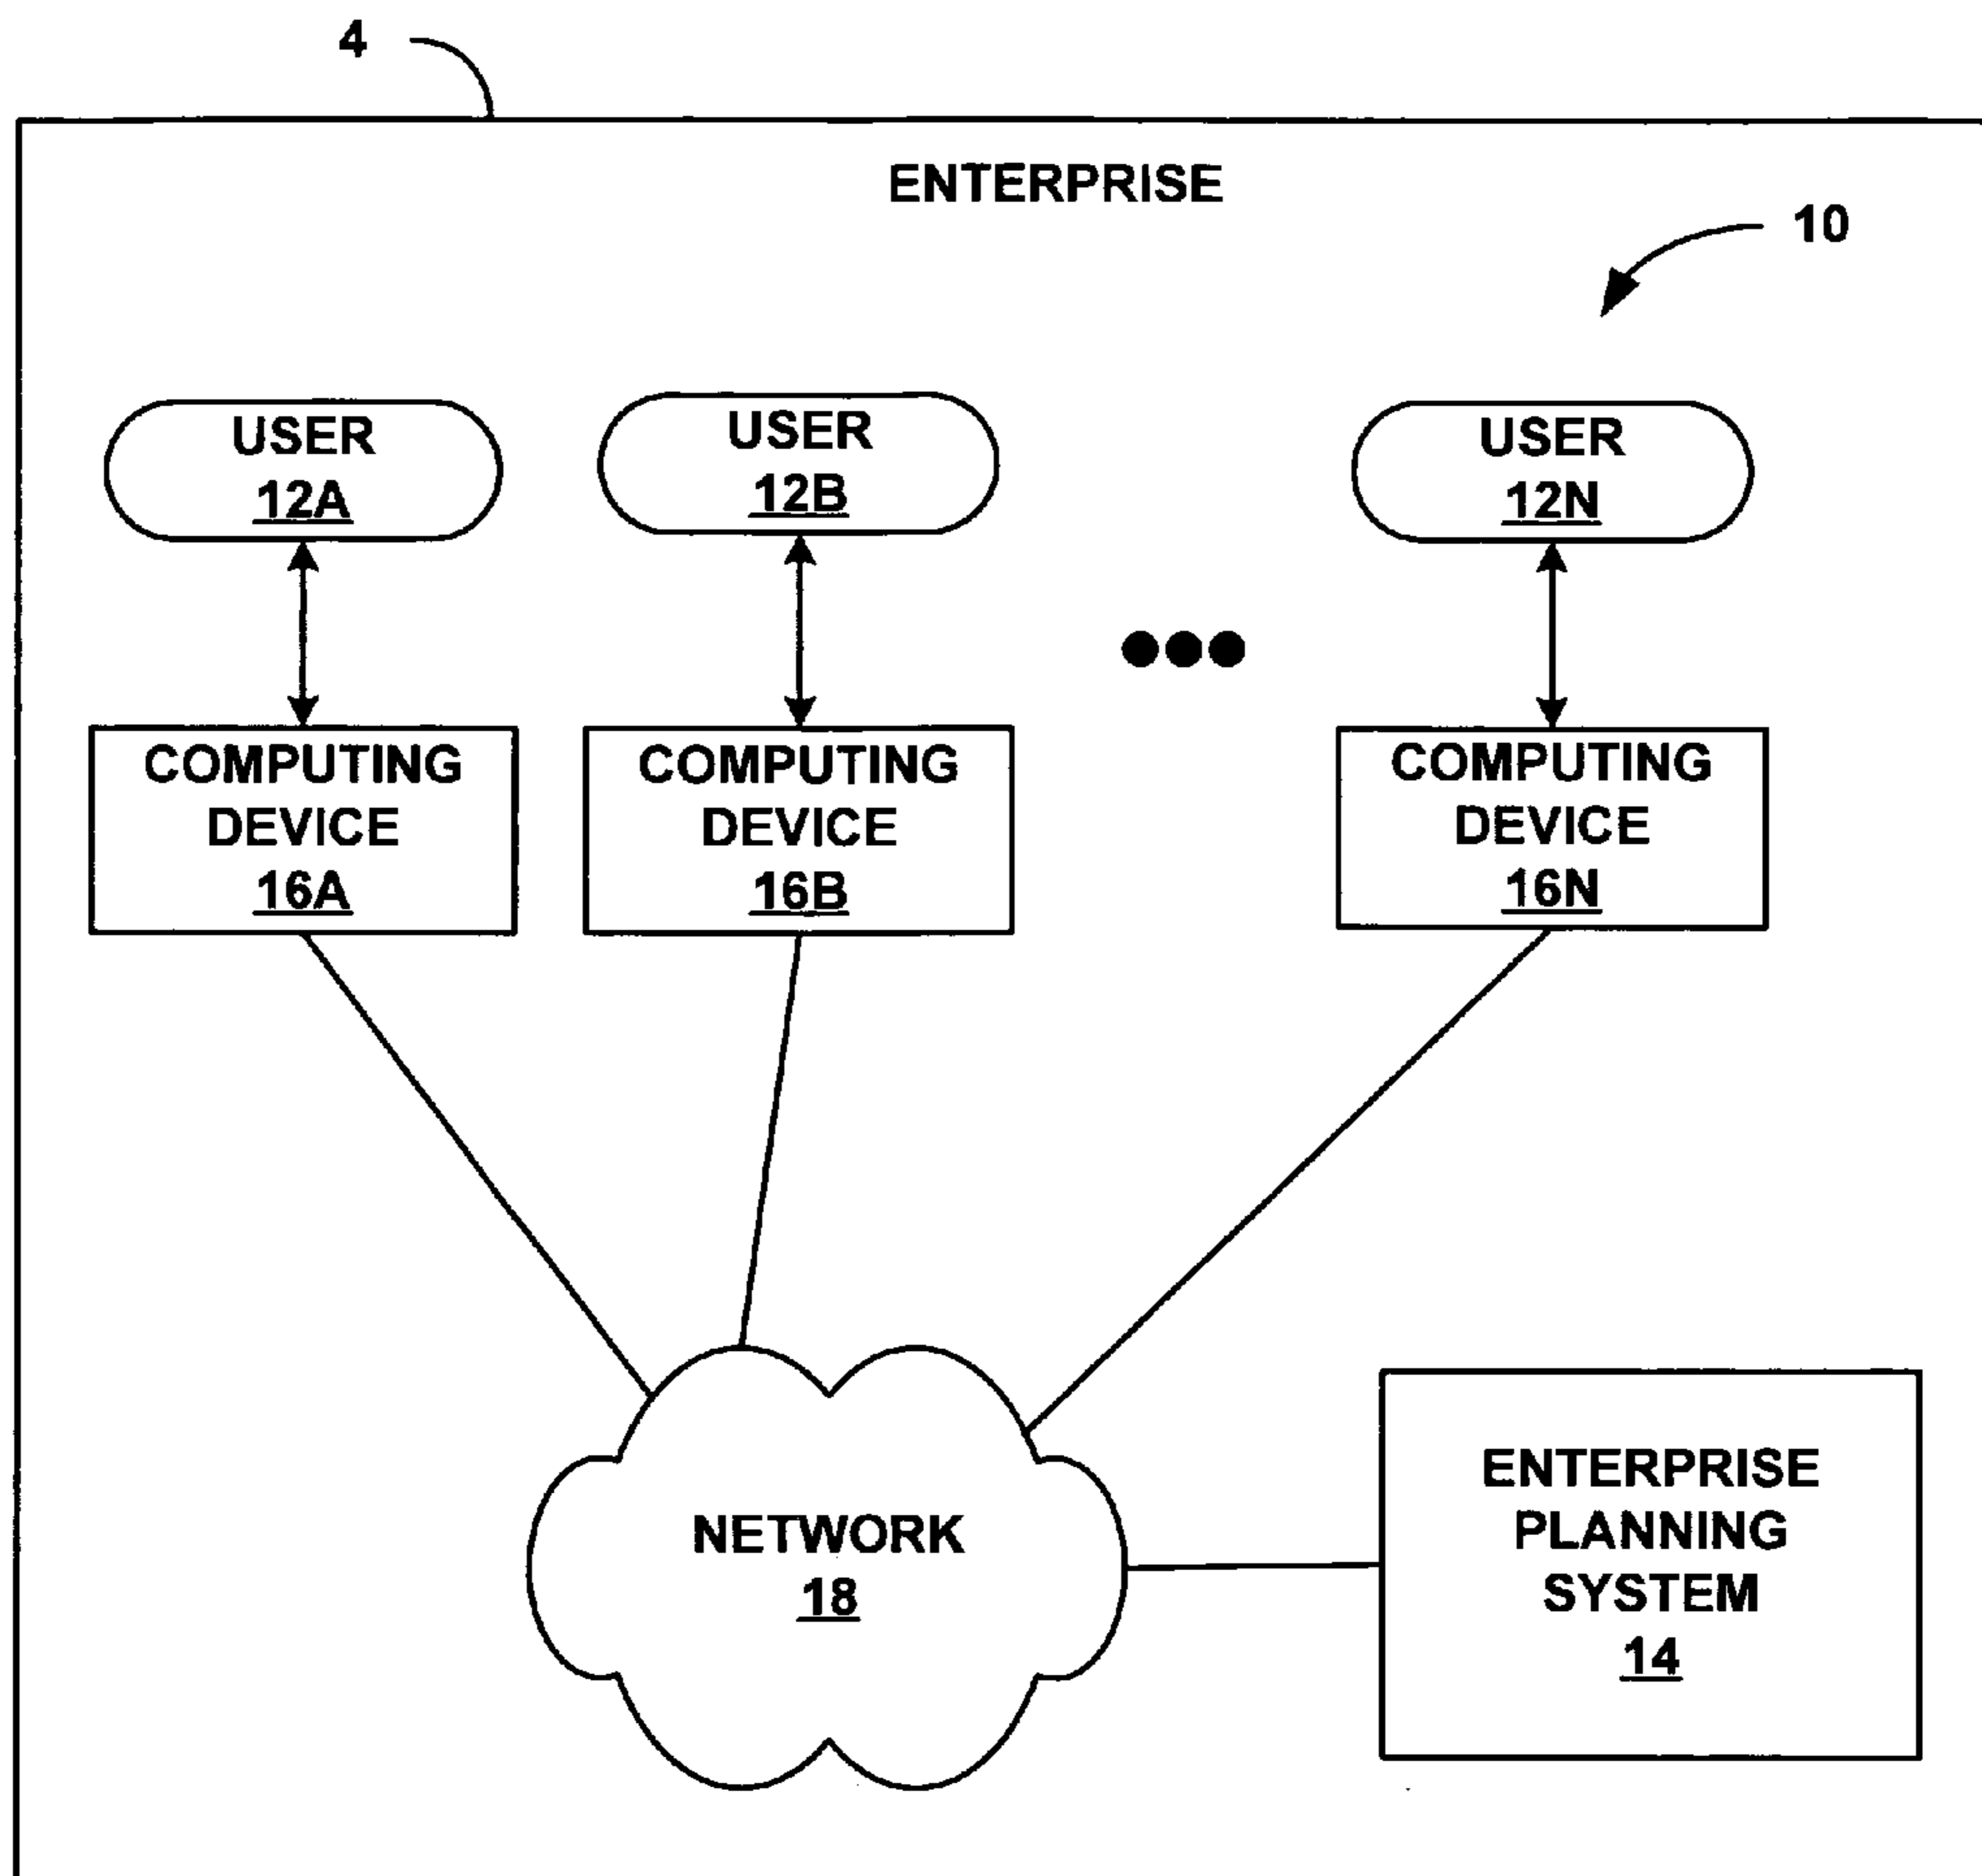 4
ENTERPRISE
10
USER
12A
USER
12B
USER
12N
COMPUTING
DEVICE
16A
COMPUTING
DEVICE
16B
COMPUTING
DEVICE
16N
NETWORK
18
ENTERPRISE
PLANNING
SYSTEM
14